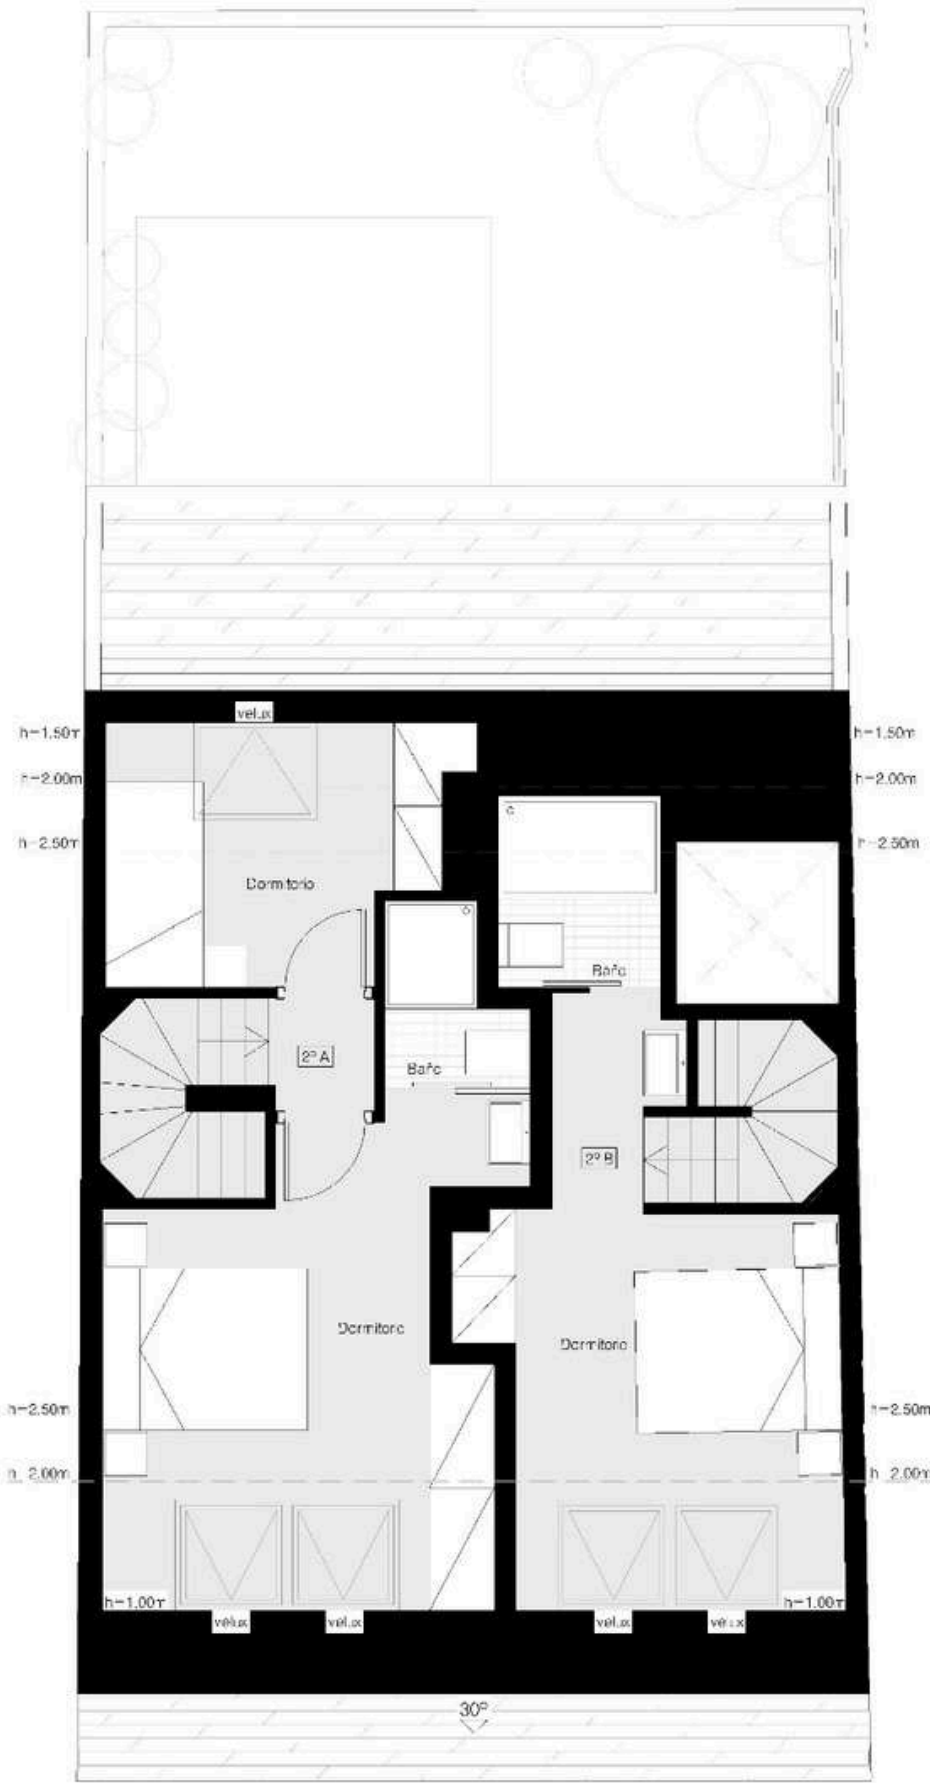 velux
h=1.50m
h=1.50m
h=2.00m
h=2.00m
h=2.50m
h=2.50m
Dormitorio
Baño
2º A
Baño
2º B
Dormitorio
Dormitorio
h=2.50m
h=2.50m
h=2.00m
h=2.00m
h=1.00m
h=1.00m
velux
velux
velux
velux
30º